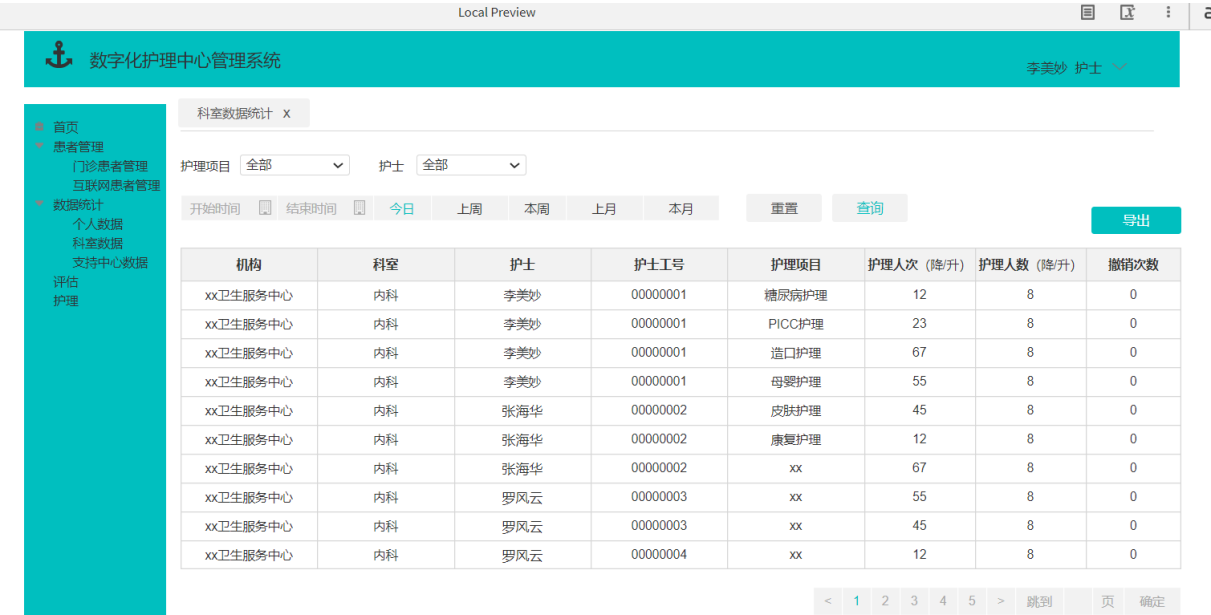 Local Preview
数字化护理中心管理系统
李美妙 护士
首页
患者管理
门诊患者管理
互联网患者管理
数据统计
个人数据
科室数据
支持中心数据
评估
护理
科室数据统计 x
护理项目 全部 护士 全部
开始时间 结束时间 今日 上周 本周 上月 本月 重置 查询
导出
机构 科室 护士 护士工号 护理项目 护理人次（降/升） 护理人数（降/升） 撤销次数
xx卫生服务中心 内科 李美妙 00000001 糖尿病护理 12 8 0
xx卫生服务中心 内科 李美妙 00000001 PICC护理 23 8 0
xx卫生服务中心 内科 李美妙 00000001 造口护理 67 8 0
xx卫生服务中心 内科 李美妙 00000001 母婴护理 55 8 0
xx卫生服务中心 内科 张海华 00000002 皮肤护理 45 8 0
xx卫生服务中心 内科 张海华 00000002 康复护理 12 8 0
xx卫生服务中心 内科 张海华 00000002 xx 67 8 0
xx卫生服务中心 内科 罗风云 00000003 xx 55 8 0
xx卫生服务中心 内科 罗风云 00000003 xx 45 8 0
xx卫生服务中心 内科 罗风云 00000004 xx 12 8 0
< 1 2 3 4 5 > 跳到 页 确定